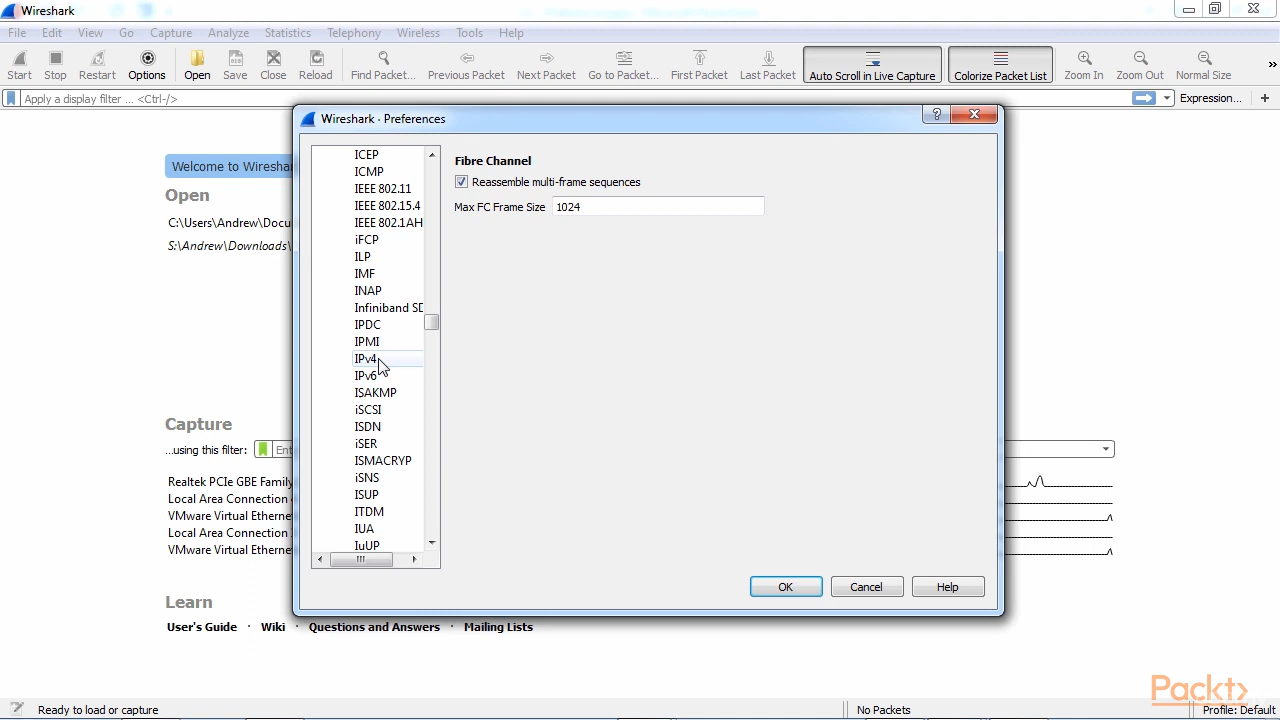 Wireshark
File Edit View Go Capture Analyze Statistics Telephony Wireless Tools Help
Start Stop Restart Options Open Save Close Reload Find Packet... Previous Packet Next Packet Go to Packet... First Packet Last Packet Auto Scroll in Live Capture Colorize Packet List Zoom In Zoom Out Normal Size »
Apply a display filter ... <Ctrl-/> Expression... +
Wireshark · Preferences
Welcome to Wireshar
Open
C:\Users\Andrew\Docu
S:\Andrew\Downloads\
ICEP
ICMP
IEEE 802.11
IEEE 802.15.4
IEEE 802.1AH
iFCP
ILP
IMF
INAP
Infiniband SD
IPDC
IPMI
IPv4
IPv6
ISAKMP
iSCSI
ISDN
iSER
ISMACRYP
iSNS
ISUP
ITDM
IUA
IuUP
Fibre Channel
Reassemble multi-frame sequences
Max FC Frame Size 1024
OK Cancel Help
Capture
...using this filter: Ent
Realtek PCIe GBE Family
Local Area Connection
VMware Virtual Etherne
Local Area Connection
VMware Virtual Etherne
Learn
User's Guide · Wiki · Questions and Answers · Mailing Lists
Packt>
Ready to load or capture No Packets Profile: Default